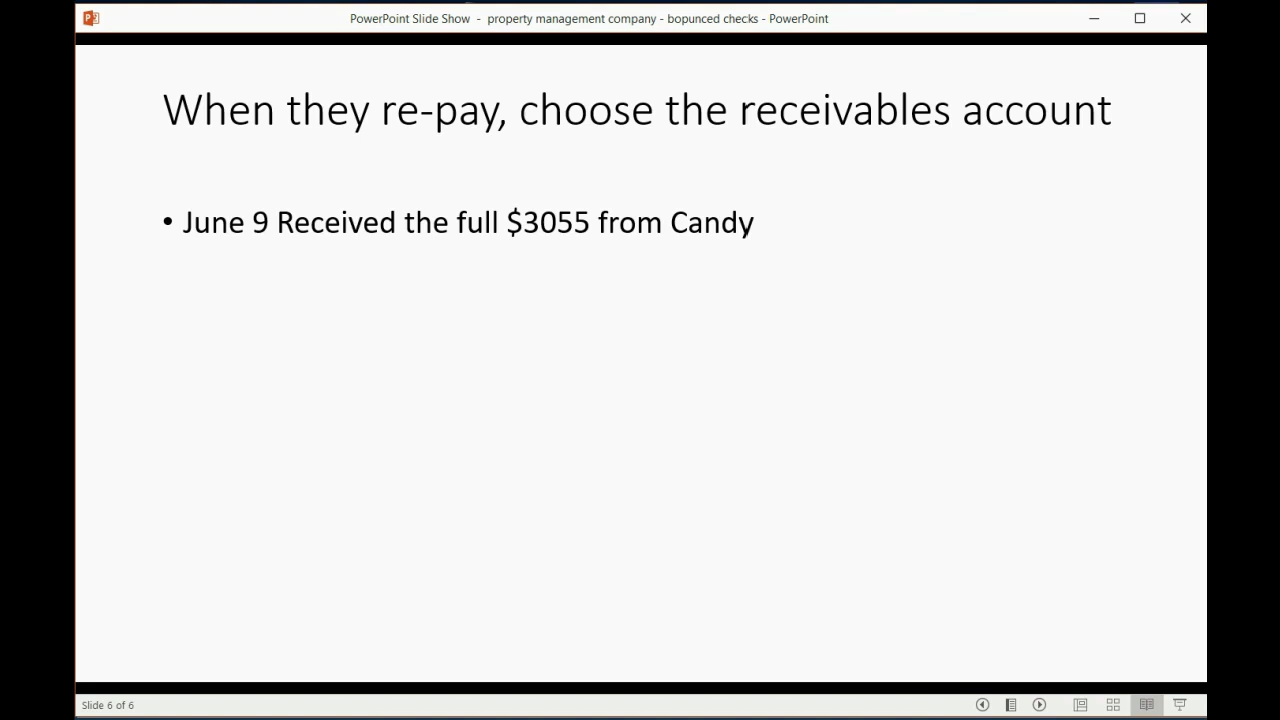 PowerPoint Slide Show - property management company - bopunced checks - PowerPoint
When they re-pay, choose the receivables account
• June 9 Received the full $3055 from Candy
Slide 6 of 6